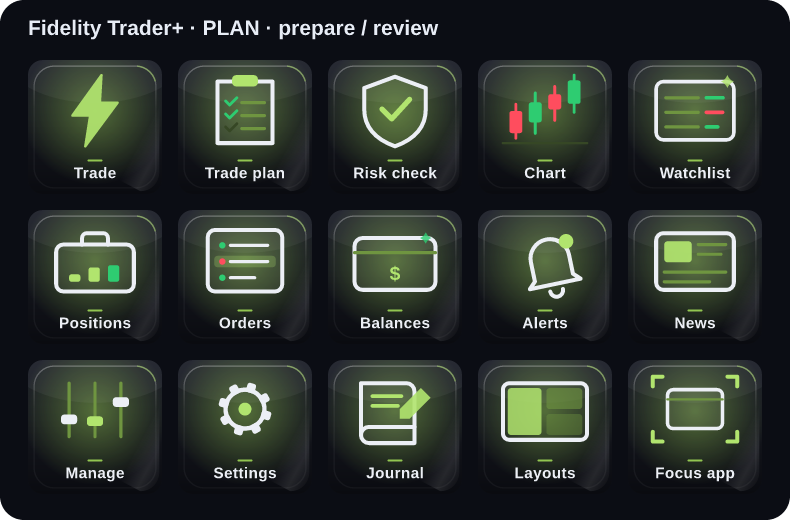 Fidelity Trader+ · PLAN · prepare / review
Trade
Trade plan
Risk check
Chart
Watchlist
Positions
Orders
$
Balances
Alerts
News
Manage
Settings
Journal
Layouts
Focus app